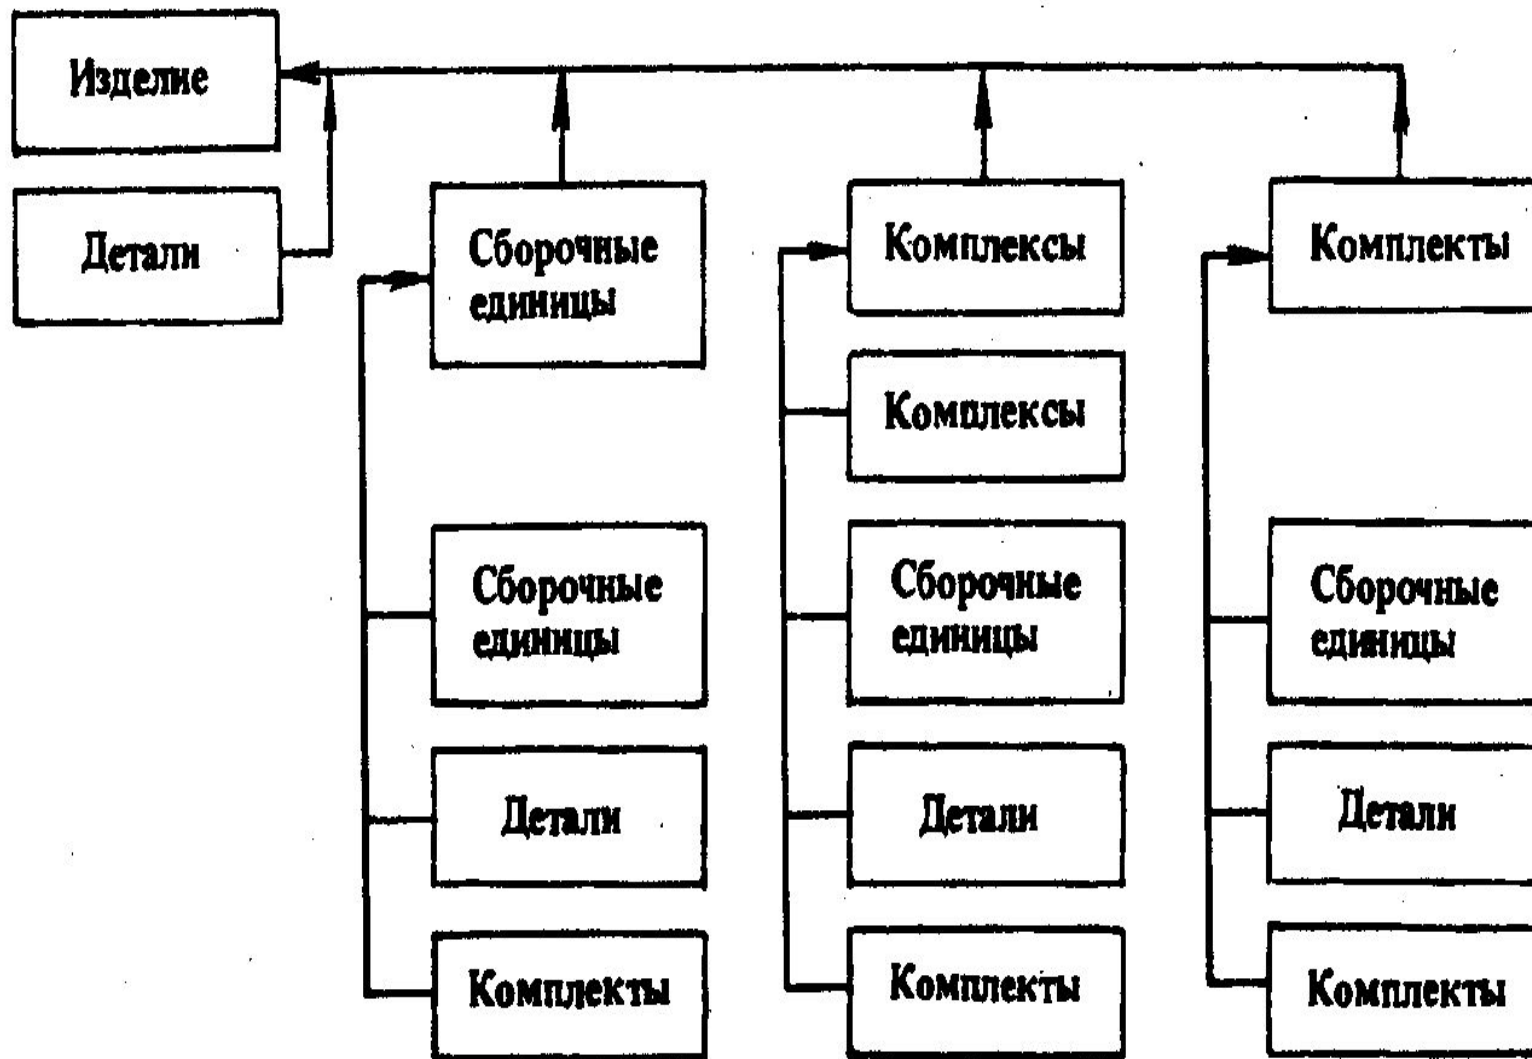 Изделие
Детали
Сборочные
единицы
Комплексы
Комплекты
Комплексы
Сборочные
единицы
Сборочные
единицы
Сборочные
единицы
Детали
Детали
Детали
Комплекты
Комплекты
Комплекты